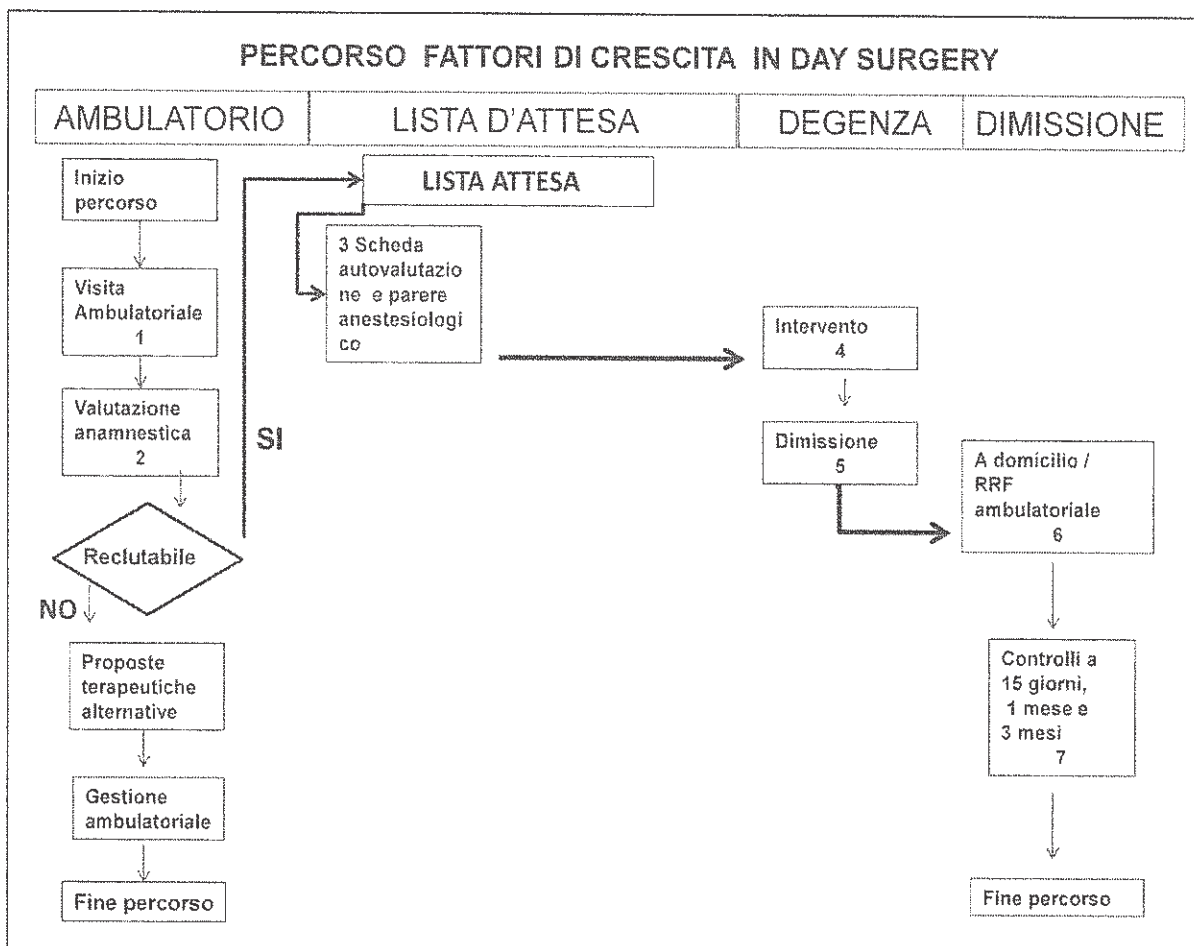 PERCORSO FATTORI DI CRESCITA IN DAY SURGERY
AMBULATORIO
LISTA D'ATTESA
DEGENZA
DIMISSIONE
Inizio
percorso
Visita
Ambulatoriale
1
Valutazione
anamnestica
2
Reclutabile
SI
NO
Proposte
terapeutiche
alternative
Gestione
ambulatoriale
Fine percorso
LISTA ATTESA
3 Scheda
autovalutazio
ne e parere
anestesiologi
co
Intervento
4
Dimissione
5
A domicilio /
RRF
ambulatoriale
6
Controlli a
15 giorni,
1 mese e
3 mesi
7
Fine percorso